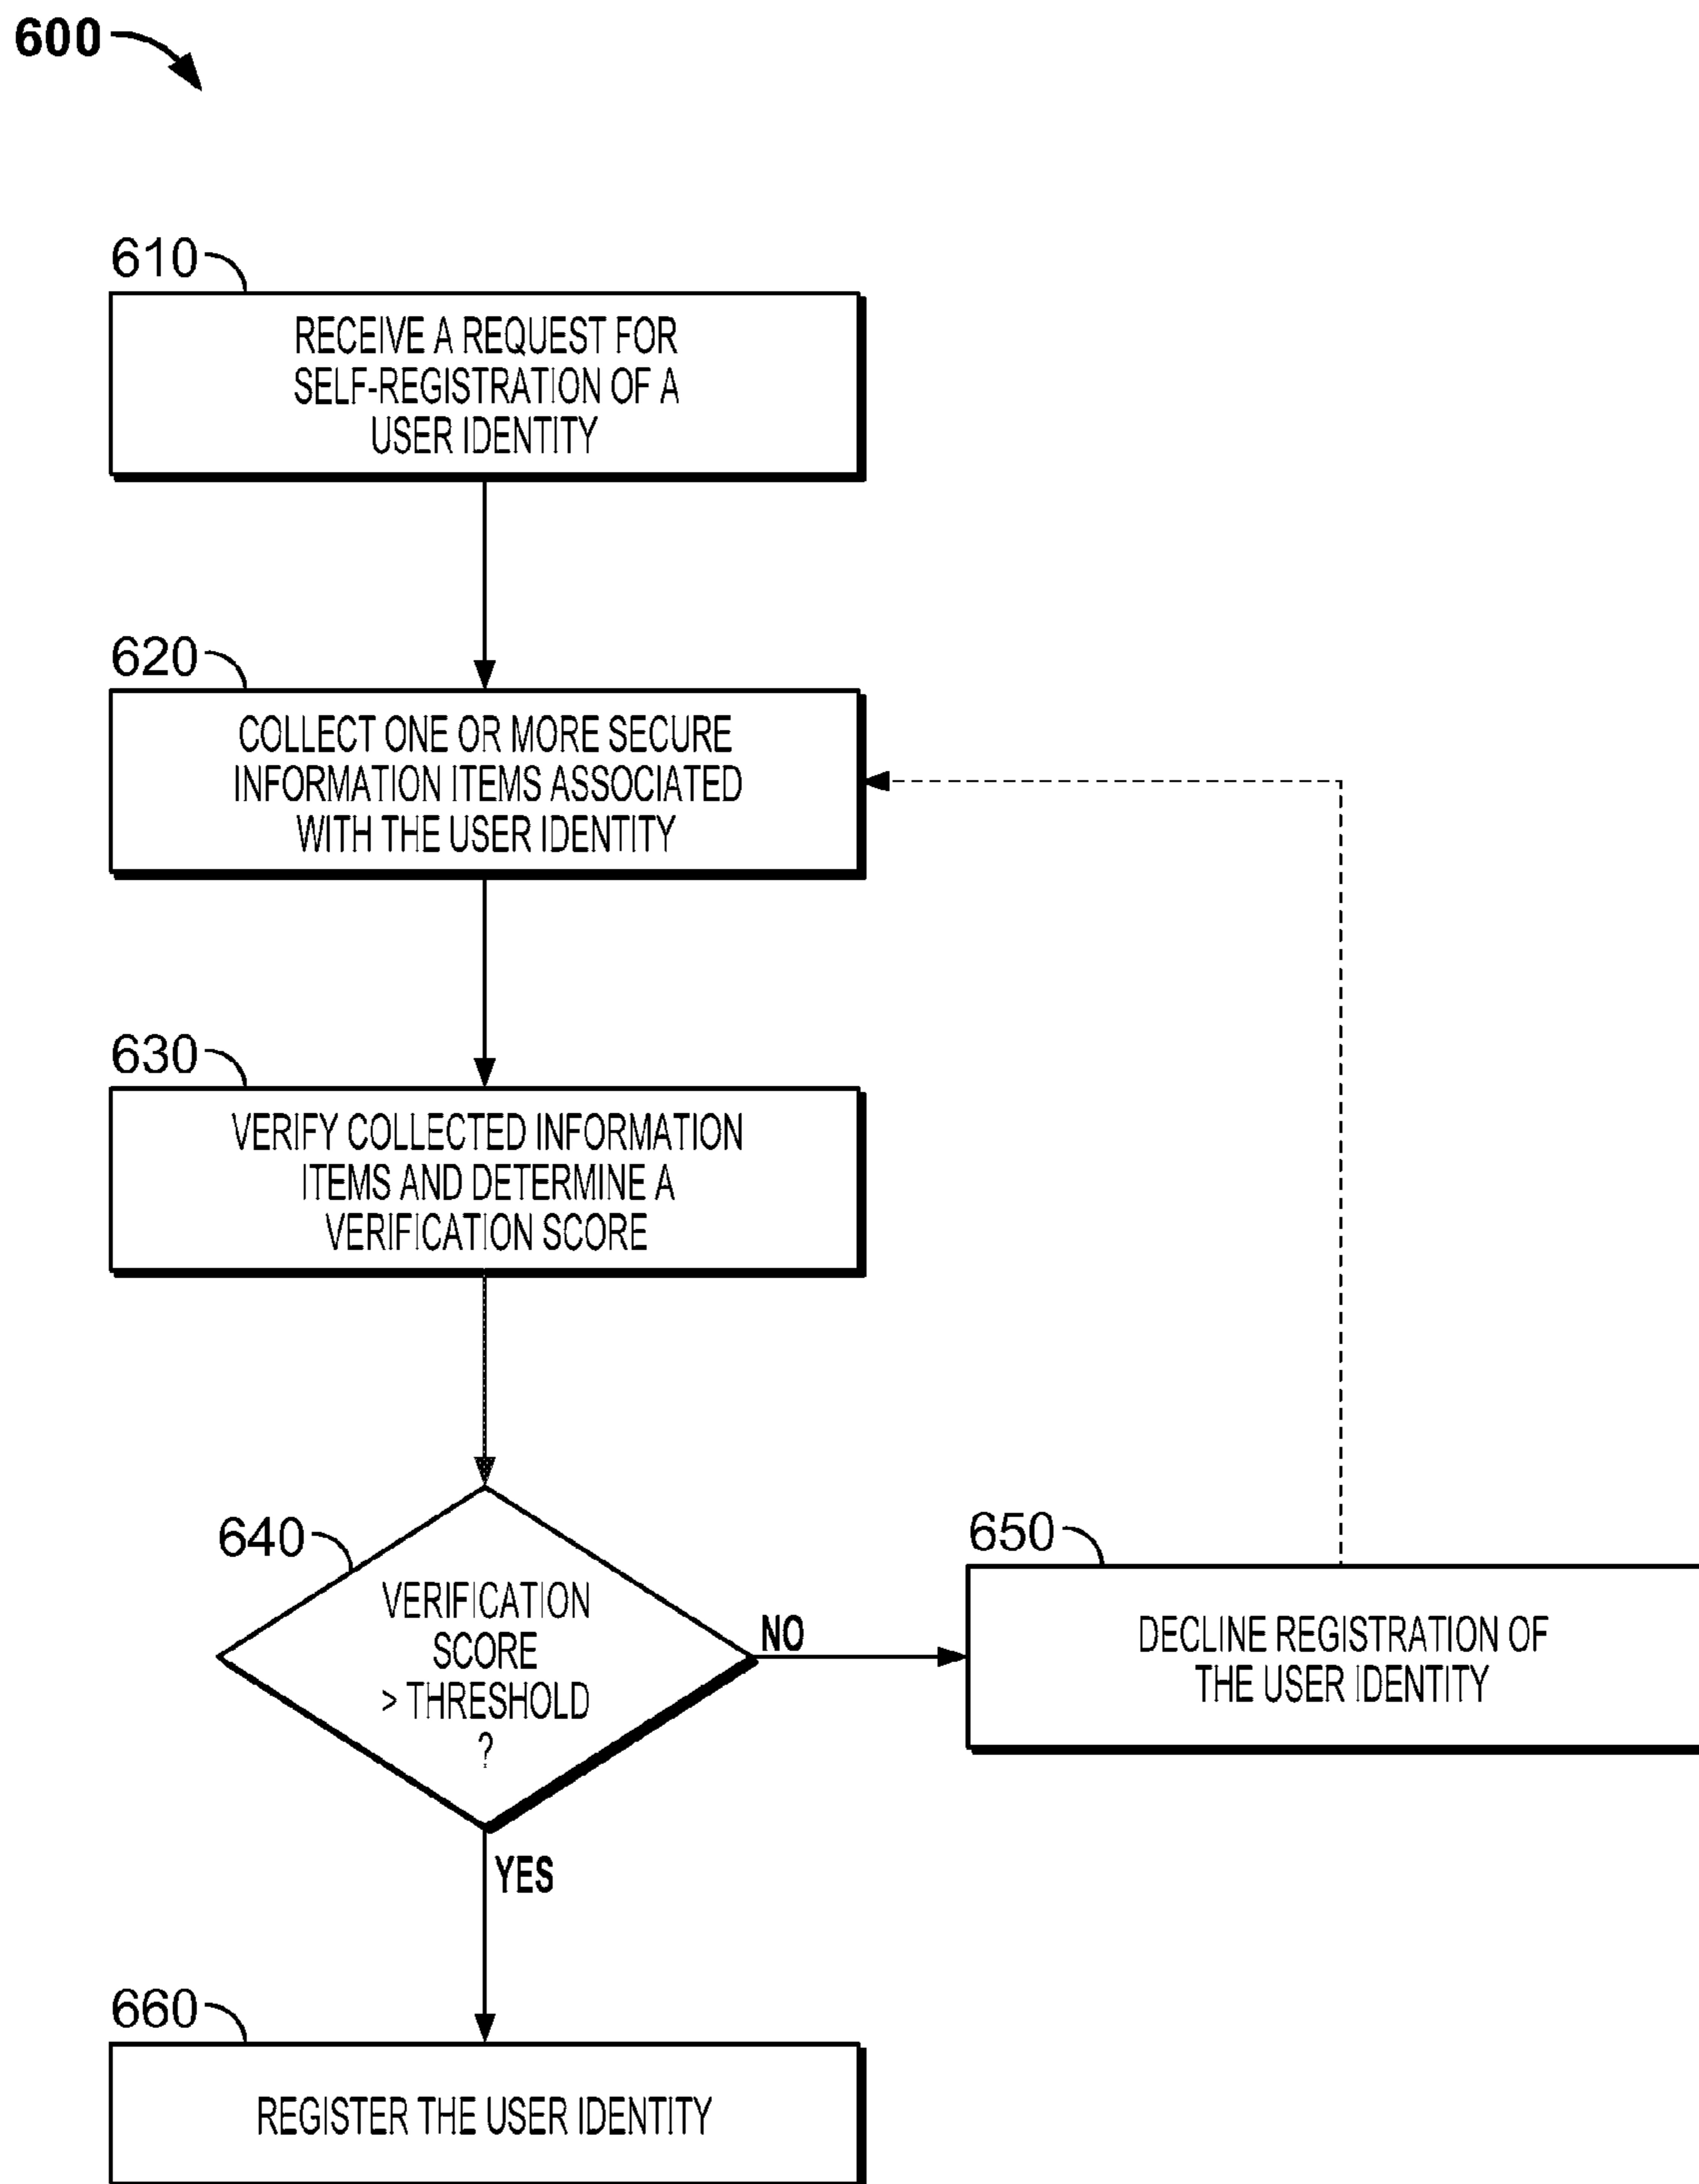 600
610
RECEIVE A REQUEST FOR
SELF-REGISTRATION OF A
USER IDENTITY
620
COLLECT ONE OR MORE SECURE
INFORMATION ITEMS ASSOCIATED
WITH THE USER IDENTITY
630
VERIFY COLLECTED INFORMATION
ITEMS AND DETERMINE A
VERIFICATION SCORE
640
VERIFICATION
SCORE
> THRESHOLD
?
NO
650
DECLINE REGISTRATION OF
THE USER IDENTITY
YES
660
REGISTER THE USER IDENTITY